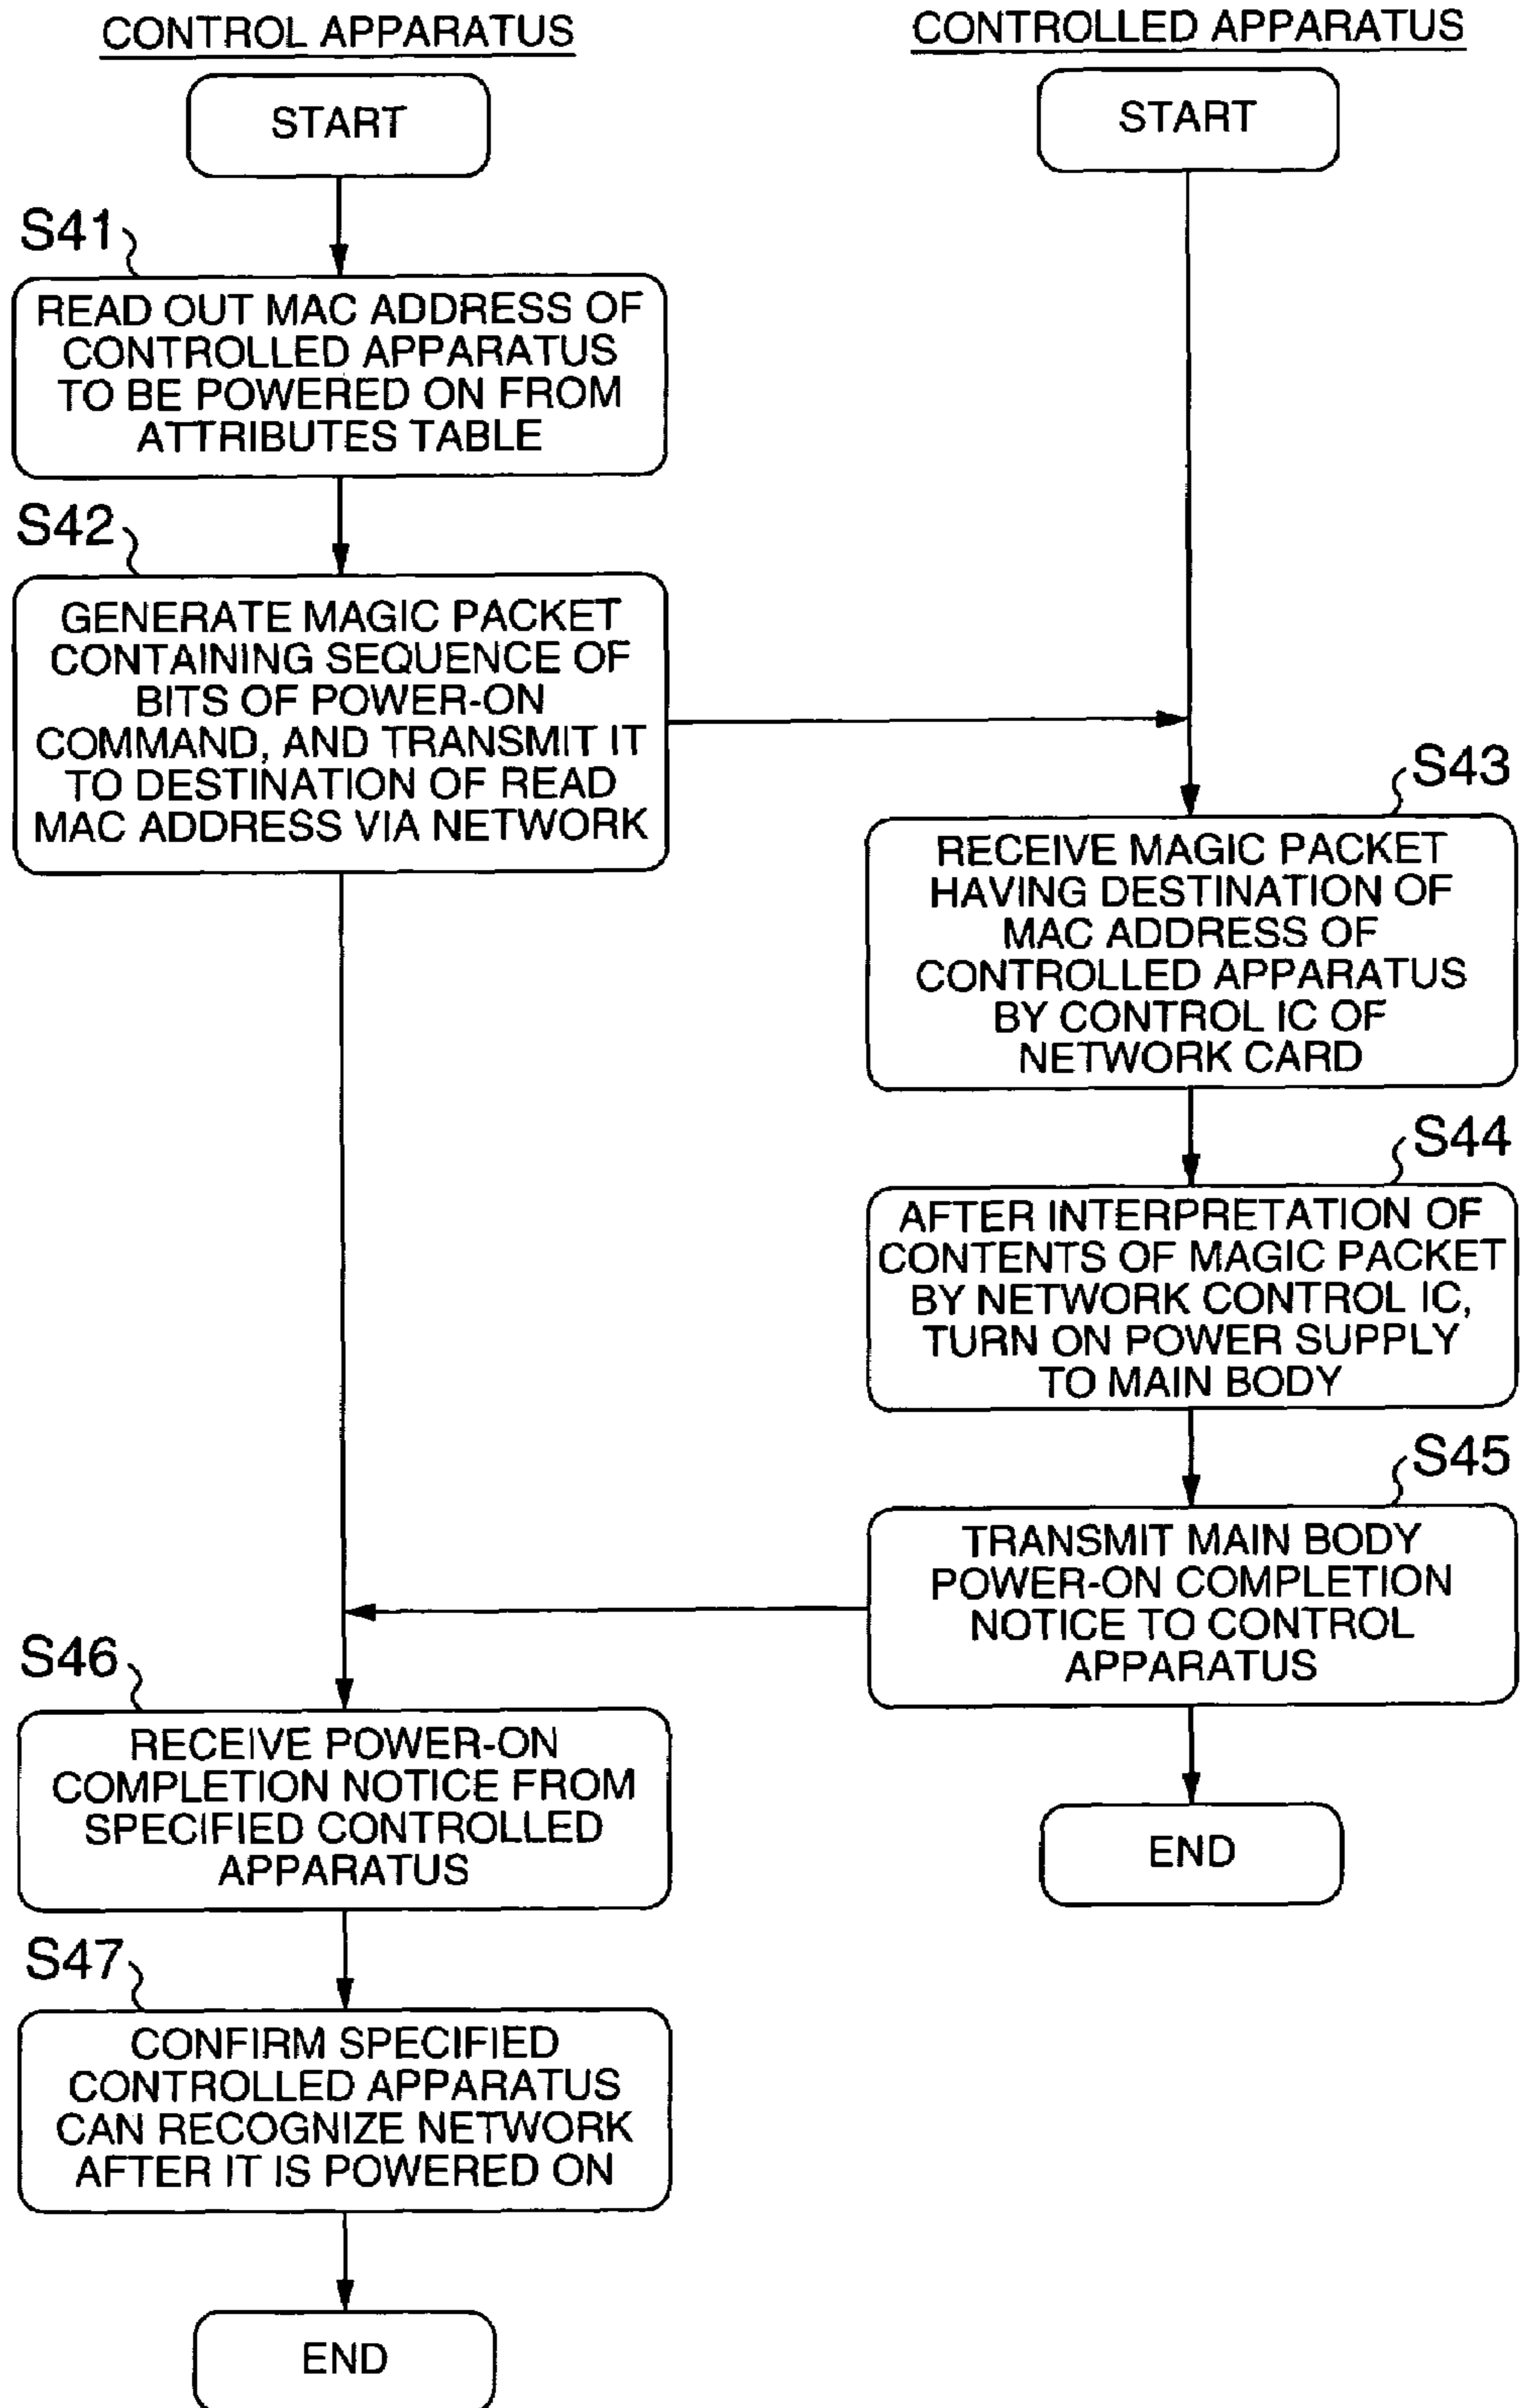 CONTROL APPARATUS
START
S41
READ OUT MAC ADDRESS OF
CONTROLLED APPARATUS
TO BE POWERED ON FROM
ATTRIBUTES TABLE
S42
GENERATE MAGIC PACKET
CONTAINING SEQUENCE OF
BITS OF POWER-ON
COMMAND, AND TRANSMIT IT
TO DESTINATION OF READ
MAC ADDRESS VIA NETWORK
S46
RECEIVE POWER-ON
COMPLETION NOTICE FROM
SPECIFIED CONTROLLED
APPARATUS
S47
CONFIRM SPECIFIED
CONTROLLED APPARATUS
CAN RECOGNIZE NETWORK
AFTER IT IS POWERED ON
END
CONTROLLED APPARATUS
START
S43
RECEIVE MAGIC PACKET
HAVING DESTINATION OF
MAC ADDRESS OF
CONTROLLED APPARATUS
BY CONTROL IC OF
NETWORK CARD
S44
AFTER INTERPRETATION OF
CONTENTS OF MAGIC PACKET
BY NETWORK CONTROL IC,
TURN ON POWER SUPPLY
TO MAIN BODY
S45
TRANSMIT MAIN BODY
POWER-ON COMPLETION
NOTICE TO CONTROL
APPARATUS
END